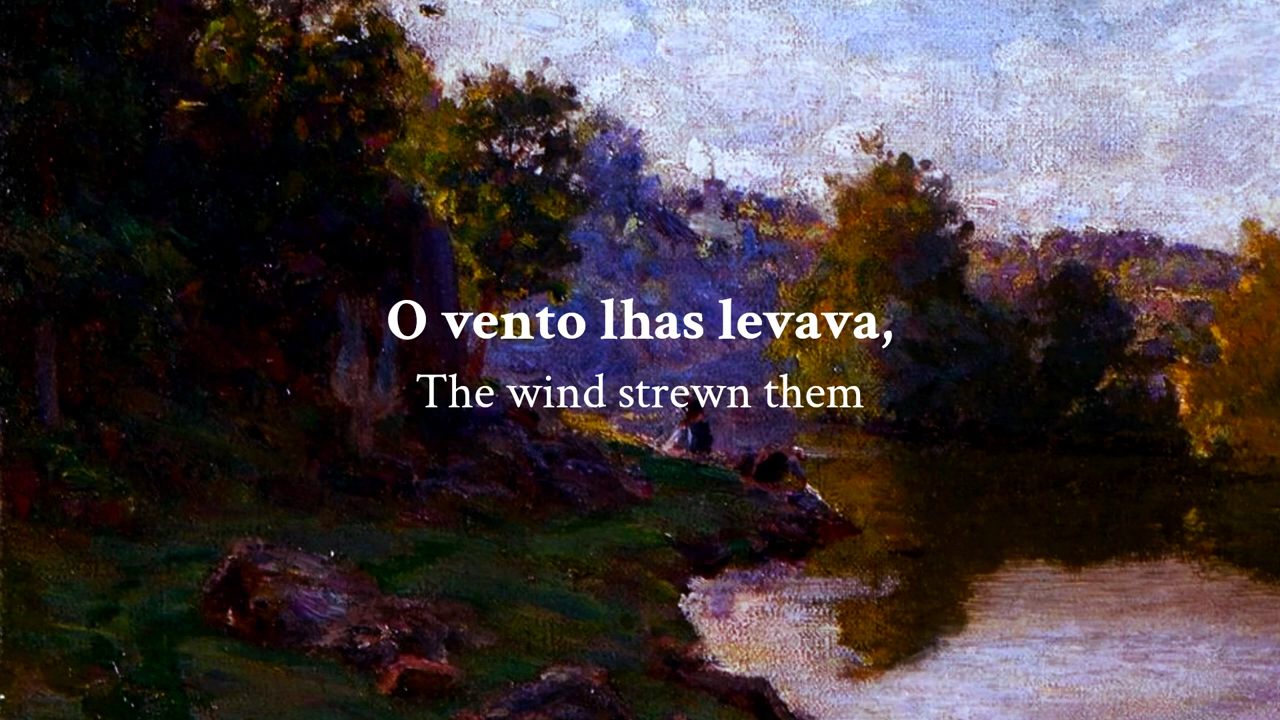 O vento lhas levava,
The wind strewn them